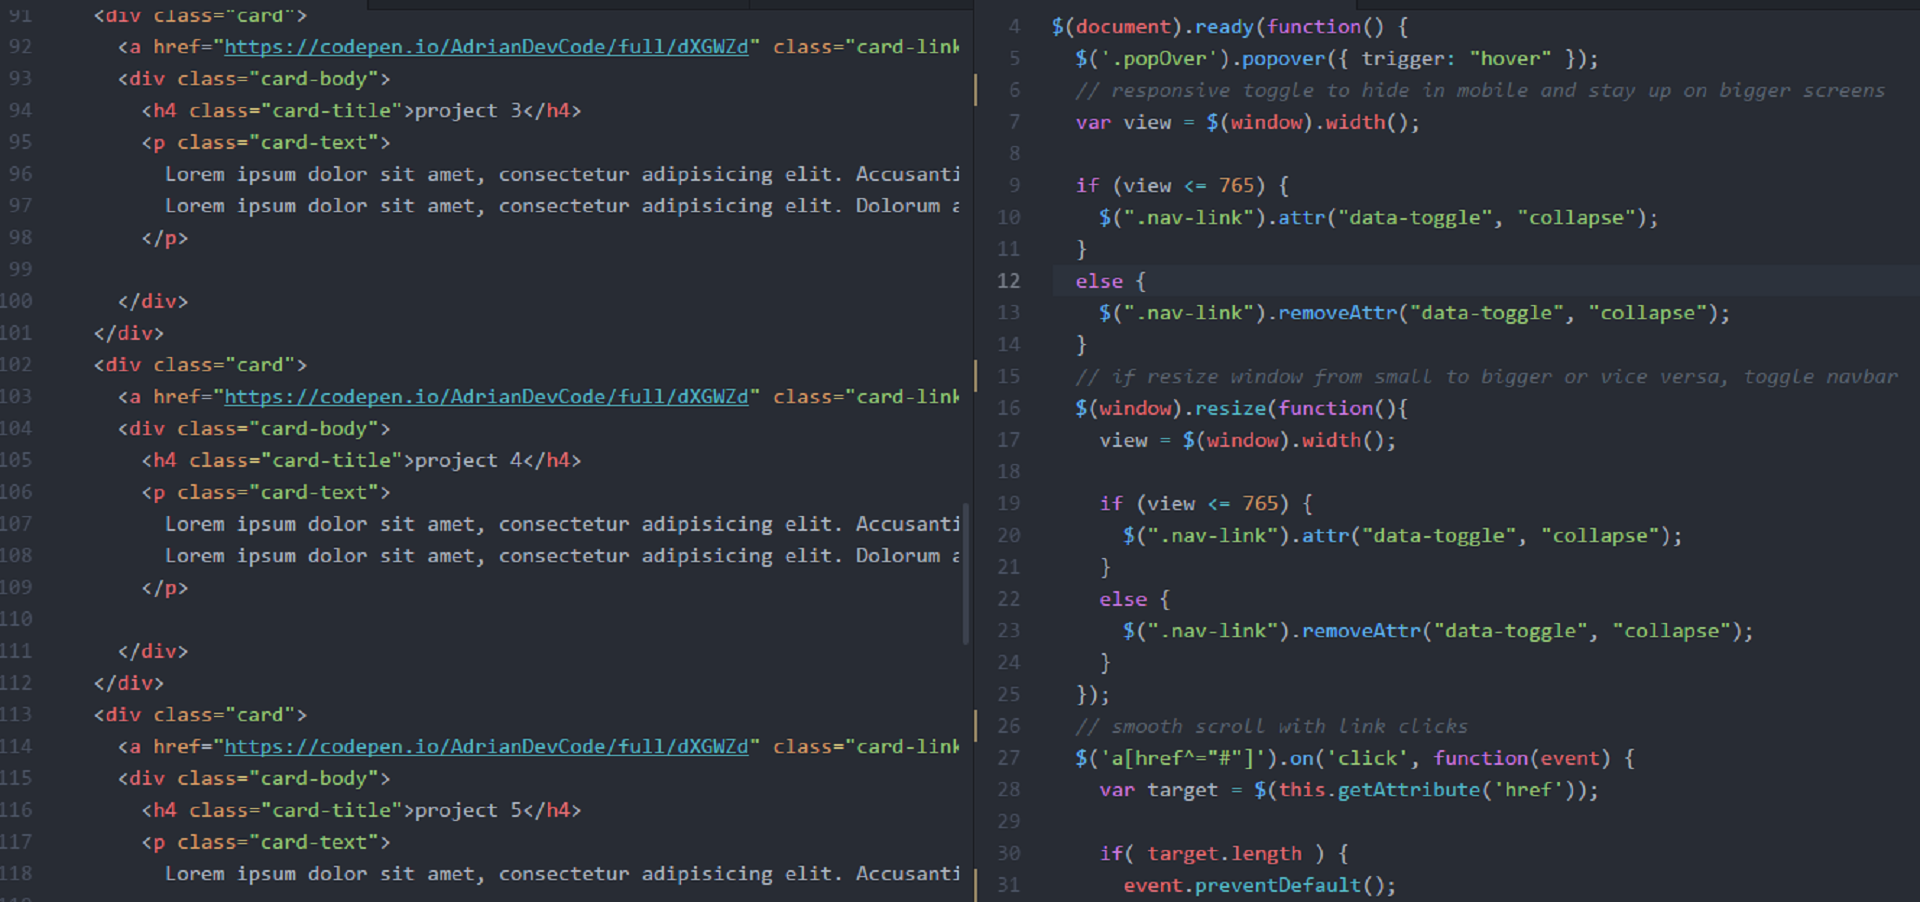 91 <div class="card">
92 <a href="https://codepen.io/AdrianDevCode/full/dXGWZd" class="card-link
93 <div class="card-body">
94 <h4 class="card-title">project 3</h4>
95 <p class="card-text">
96 Lorem ipsum dolor sit amet, consectetur adipisicing elit. Accusanti
97 Lorem ipsum dolor sit amet, consectetur adipisicing elit. Dolorum a
98 </p>
99
100 </div>
101 </div>
102 <div class="card">
103 <a href="https://codepen.io/AdrianDevCode/full/dXGWZd" class="card-link
104 <div class="card-body">
105 <h4 class="card-title">project 4</h4>
106 <p class="card-text">
107 Lorem ipsum dolor sit amet, consectetur adipisicing elit. Accusanti
108 Lorem ipsum dolor sit amet, consectetur adipisicing elit. Dolorum a
109 </p>
110
111 </div>
112 </div>
113 <div class="card">
114 <a href="https://codepen.io/AdrianDevCode/full/dXGWZd" class="card-link
115 <div class="card-body">
116 <h4 class="card-title">project 5</h4>
117 <p class="card-text">
118 Lorem ipsum dolor sit amet, consectetur adipisicing elit. Accusanti
4 $(document).ready(function() {
5 $('.popOver').popover({ trigger: "hover" });
6 // responsive toggle to hide in mobile and stay up on bigger screens
7 var view = $(window).width();
8
9 if (view <= 765) {
10 $(".nav-link").attr("data-toggle", "collapse");
11 }
12 else {
13 $(".nav-link").removeAttr("data-toggle", "collapse");
14 }
15 // if resize window from small to bigger or vice versa, toggle navbar
16 $(window).resize(function(){
17 view = $(window).width();
18
19 if (view <= 765) {
20 $(".nav-link").attr("data-toggle", "collapse");
21 }
22 else {
23 $(".nav-link").removeAttr("data-toggle", "collapse");
24 }
25 });
26 // smooth scroll with link clicks
27 $('a[href^="#"]').on('click', function(event) {
28 var target = $(this.getAttribute('href'));
29
30 if( target.length ) {
31 event.preventDefault();